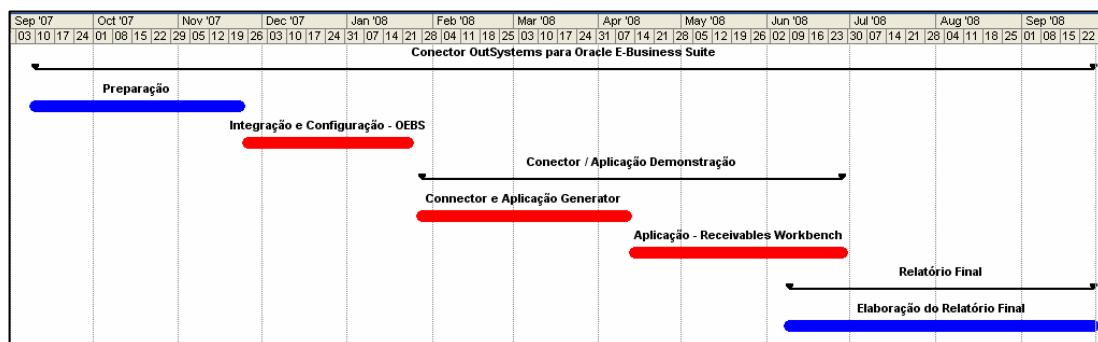 Sep '07 Oct '07 Nov '07 Dec '07 Jan '08 Feb '08 Mar '08 Apr '08 May '08 Jun '08 Jul '08 Aug '08 Sep '08
03 10 17 24 01 08 15 22 29 05 12 19 26 03 10 17 24 31 07 14 21 28 04 11 18 25 03 10 17 24 31 07 14 21 28 05 12 19 26 02 09 16 23 30 07 14 21 28 04 11 18 25 01 08 15 22
Conector OutSystems para Oracle E-Business Suite
Preparação
Integração e Configuração - OEBS
Conector / Aplicação Demonstração
Connector e Aplicação Generator
Aplicação - Receivables Workbench
Relatório Final
Elaboração do Relatório Final